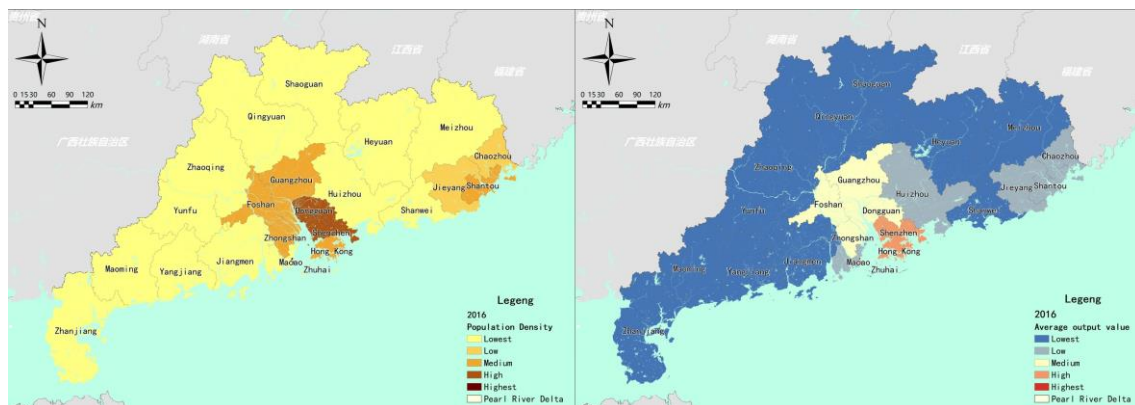 贵州省
湖南省
江西省
福建省
广西壮族自治区
N
0 15 30 60 90 120
km
Shaoguan
Qingyuan
Meizhou
Heyuan
Chaozhou
Zhaoqing
Guangzhou
Jieyang
Shantou
Huizhou
Foshan
Dongguan
Shanwei
Yunfu
Shenzhen
Zhongshan
Hong Kong
Jiangmen
Macao
Zhuhai
Maoming
Yangjiang
Zhanjiang
Legeng
2016
Population Density
Lowest
Low
Medium
High
Highest
Pearl River Delta
湖南省
江西省
福建省
广西壮族自治区
N
0 15 30 60 90 120
km
Shaoguan
Qingyuan
Meizhou
Heyuan
Chaozhou
Zhaoqing
Guangzhou
Jieyang
Shantou
Huizhou
Foshan
Dongguan
Shanwei
Yunfu
Shenzhen
Zhongshan
Hong Kong
Jiangmen
Macao
Zhuhai
Maoming
Yangjiang
Zhanjiang
Legeng
2016
Average output value
Lowest
Low
Medium
High
Highest
Pearl River Delta